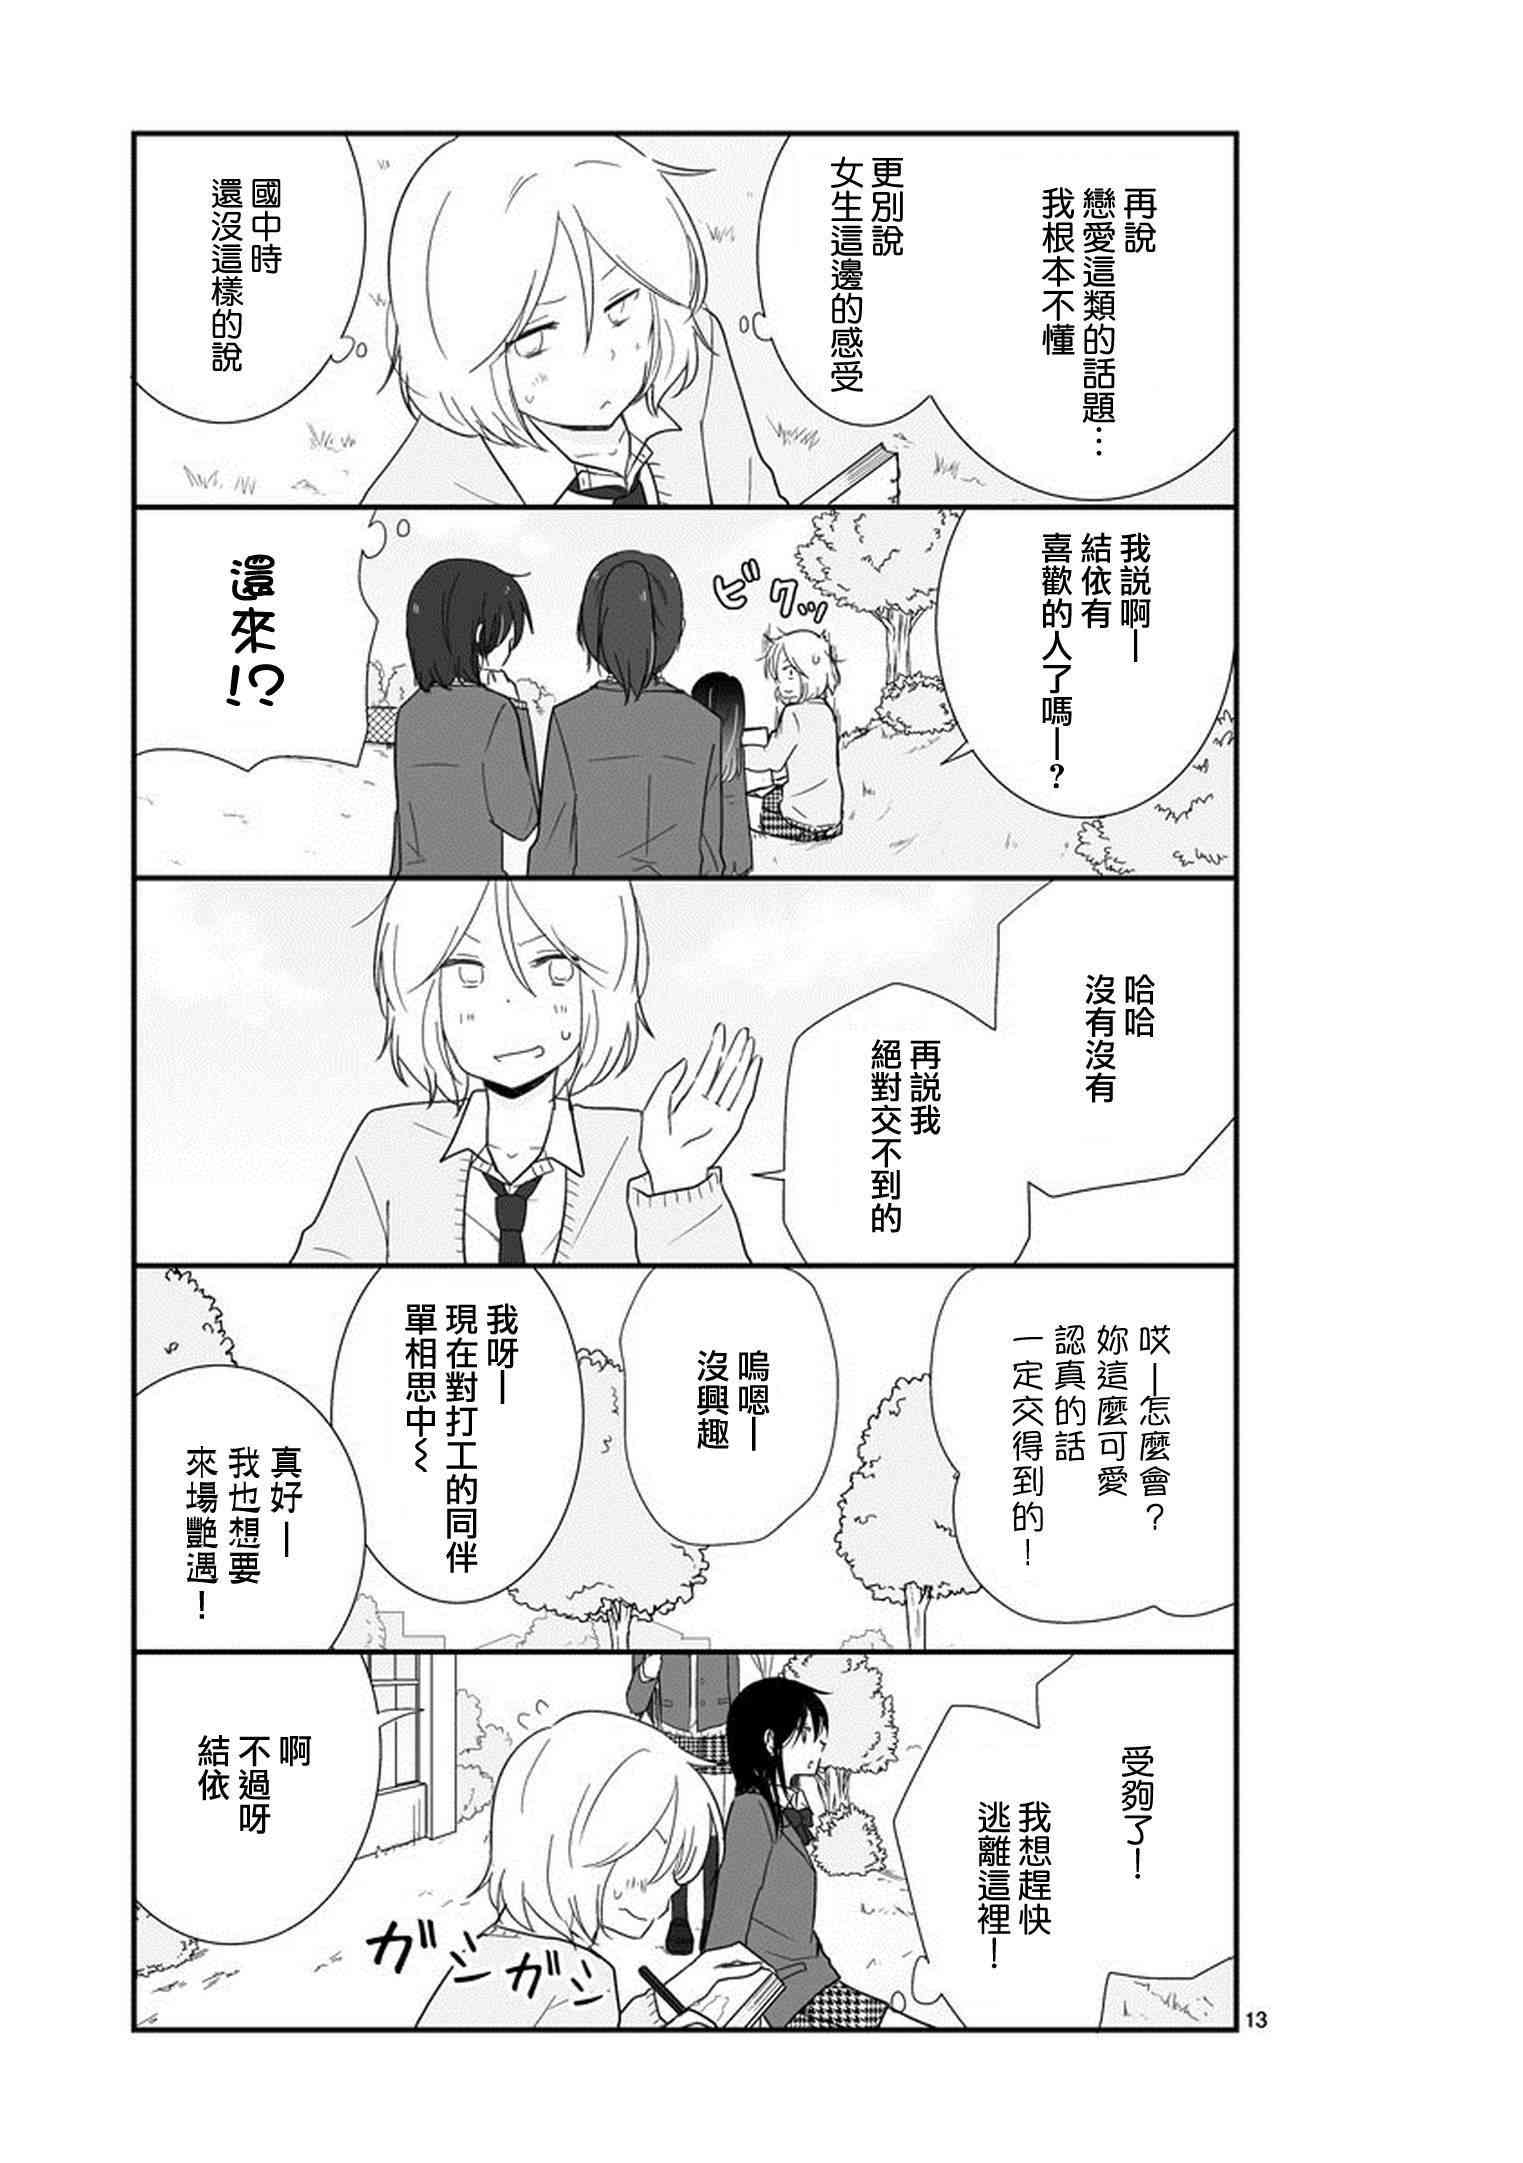 再說
戀愛這類的話題…
我根本不懂
更別說
女生這邊的感受
國中時
還沒這樣的說
我說啊—
結依有
喜歡的人了嗎—?
ビクッ
還來!?
哈哈
沒有沒有
再說我
絕對交不到的
哎—怎麼會?
妳這麼可愛
認真的話
一定交得到的!
嗚嗯—
沒興趣
我呀—
現在對打工的同伴
單相思中~
真好—
我也想要
來場艷遇!
受夠了!
我想趕快
逃離這裡!
ガシガシ
啊
不過呀
結依
13